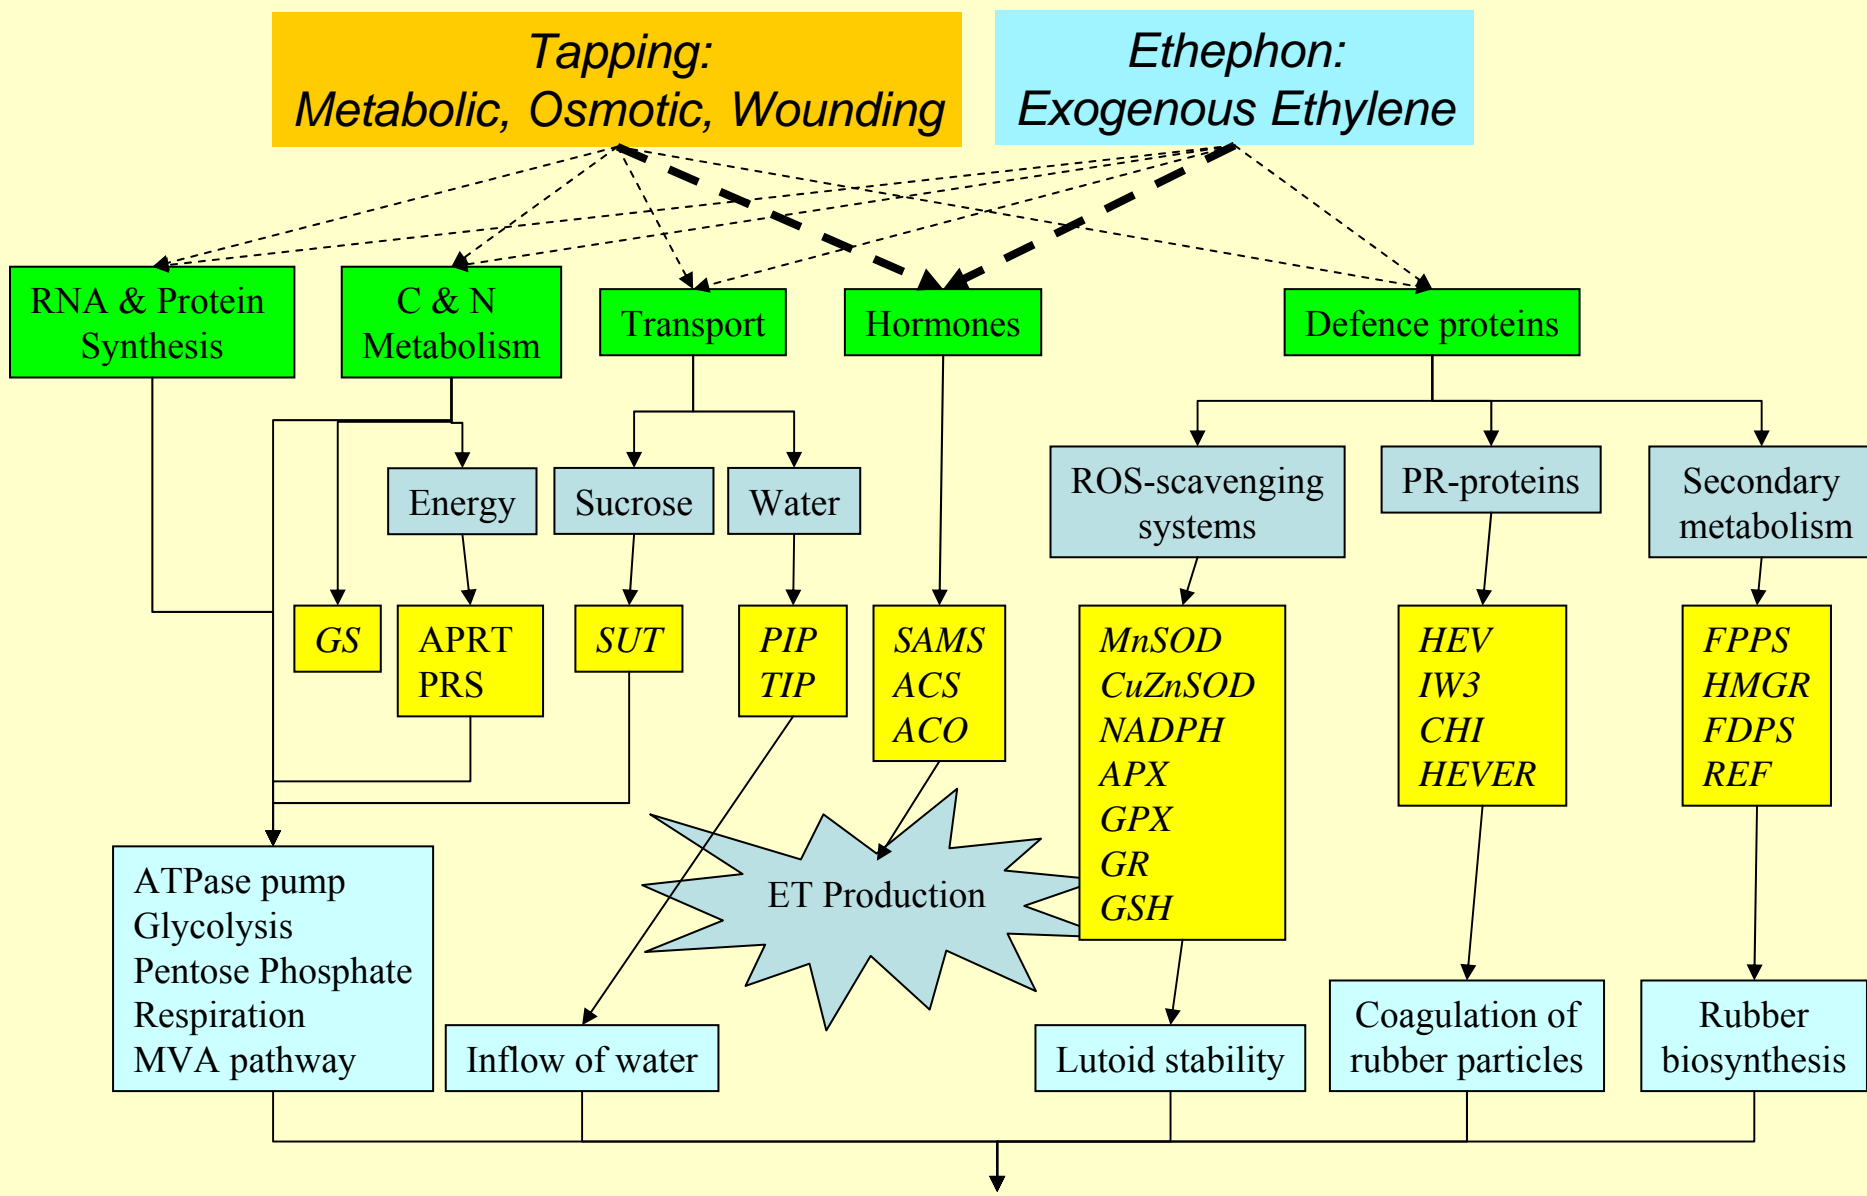 Tapping:
Metabolic, Osmotic, Wounding
Ethephon:
Exogenous Ethylene
RNA & Protein
Synthesis
C & N
Metabolism
Transport
Hormones
Defence proteins
Energy
Sucrose
Water
ROS-scavenging
systems
PR-proteins
Secondary
metabolism
GS
APRT
PRS
SUT
PIP
TIP
SAMS
ACS
ACO
MnSOD
CuZnSOD
NADPH
APX
GPX
GR
GSH
HEV
IW3
CHI
HEVER
FPPS
HMGR
FDPS
REF
ET Production
ATPase pump
Glycolysis
Pentose Phosphate
Respiration
MVA pathway
Inflow of water
Lutoid stability
Coagulation of
rubber particles
Rubber
biosynthesis